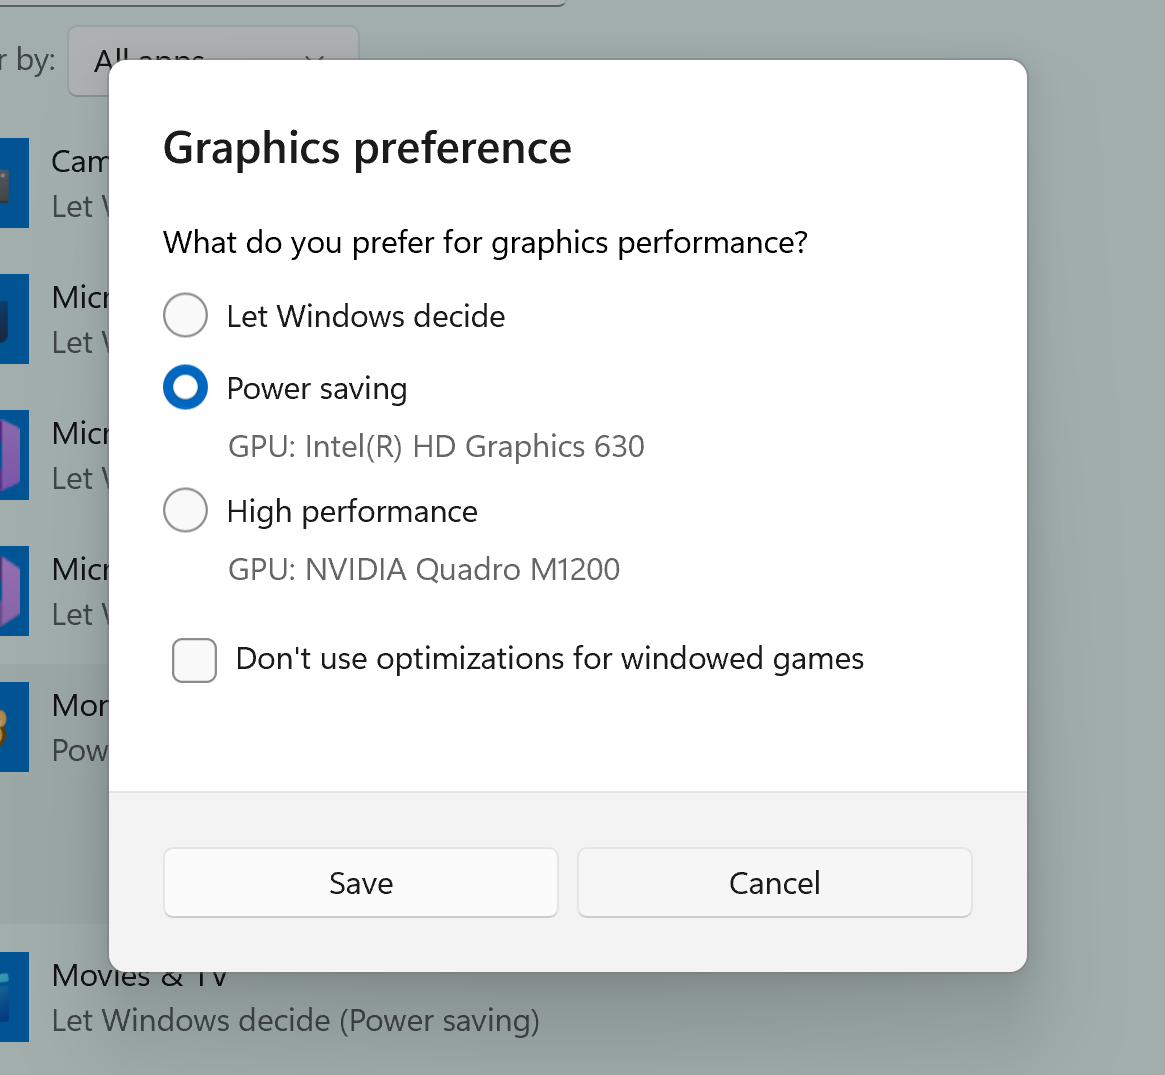 by:
All apps
Graphics preference
What do you prefer for graphics performance?
Let Windows decide
Power saving
GPU: Intel(R) HD Graphics 630
High performance
GPU: NVIDIA Quadro M1200
Don't use optimizations for windowed games
Save
Cancel
Cam
Let
Micr
Let
Micr
Let
Micr
Let
Mor
Pow
Movies & TV
Let Windows decide (Power saving)